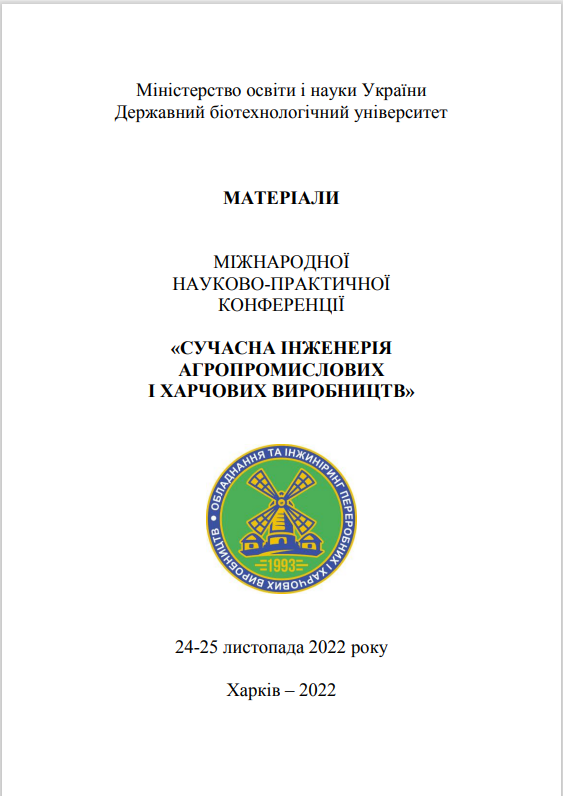 Міністерство освіти і науки України
Державний біотехнологічний університет
МАТЕРІАЛИ
МІЖНАРОДНОЇ
НАУКОВО-ПРАКТИЧНОЇ
КОНФЕРЕНЦІЇ
«СУЧАСНА ІНЖЕНЕРІЯ
АГРОПРОМИСЛОВИХ
І ХАРЧОВИХ ВИРОБНИЦТВ»
ОБЛАДНАННЯ ТА ІНЖИНІРИНГ ПЕРЕРОБНИХ І ХАРЧОВИХ ВИРОБНИЦТВ •
1993
24-25 листопада 2022 року
Харків – 2022